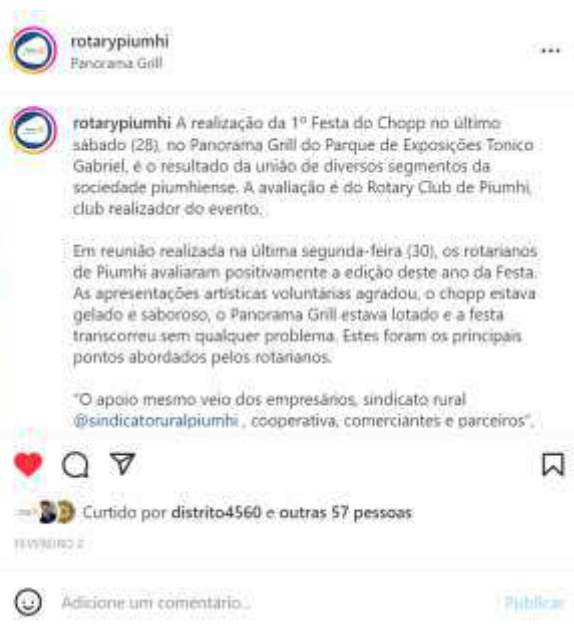 rotarypiumhi
Panorama Grill
rotarypiumhi A realização da 1º Festa do Chopp no último
sábado (28), no Panorama Grill do Parque de Exposições Tonico
Gabriel, é o resultado da união de diversos segmentos da
sociedade piumhiense. A avaliação é do Rotary Club de Piumhi,
club realizador do evento.
Em reunião realizada na última segunda-feira (30), os rotarianos
de Piumhi avaliaram positivamente a edição deste ano da Festa.
As apresentações artísticas voluntárias agradou, o chopp estava
gelado e saboroso, o Panorama Grill estava lotado e a festa
transcorreu sem qualquer problema. Estes foram os principais
pontos abordados pelos rotarianos.
"O apoio mesmo veio dos empresários, sindicato rural
@sindicatoruralpiumhi , cooperativa, comerciantes e parceiros",
Curtido por distrito4560 e outras 57 pessoas
FEVEREIRO 2
Adicione um comentário...
Publicar